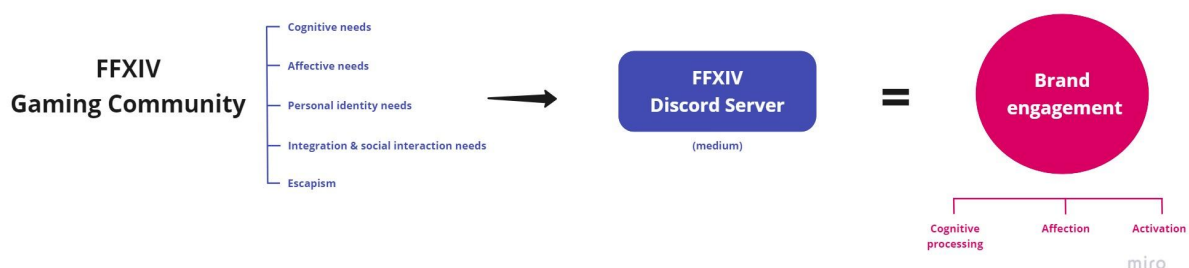 FFXIV
Gaming Community
Cognitive needs
Affective needs
Personal identity needs
Integration & social interaction needs
Escapism
FFXIV
Discord Server
(medium)
=
Brand
engagement
Cognitive
processing
Affection
Activation
miro